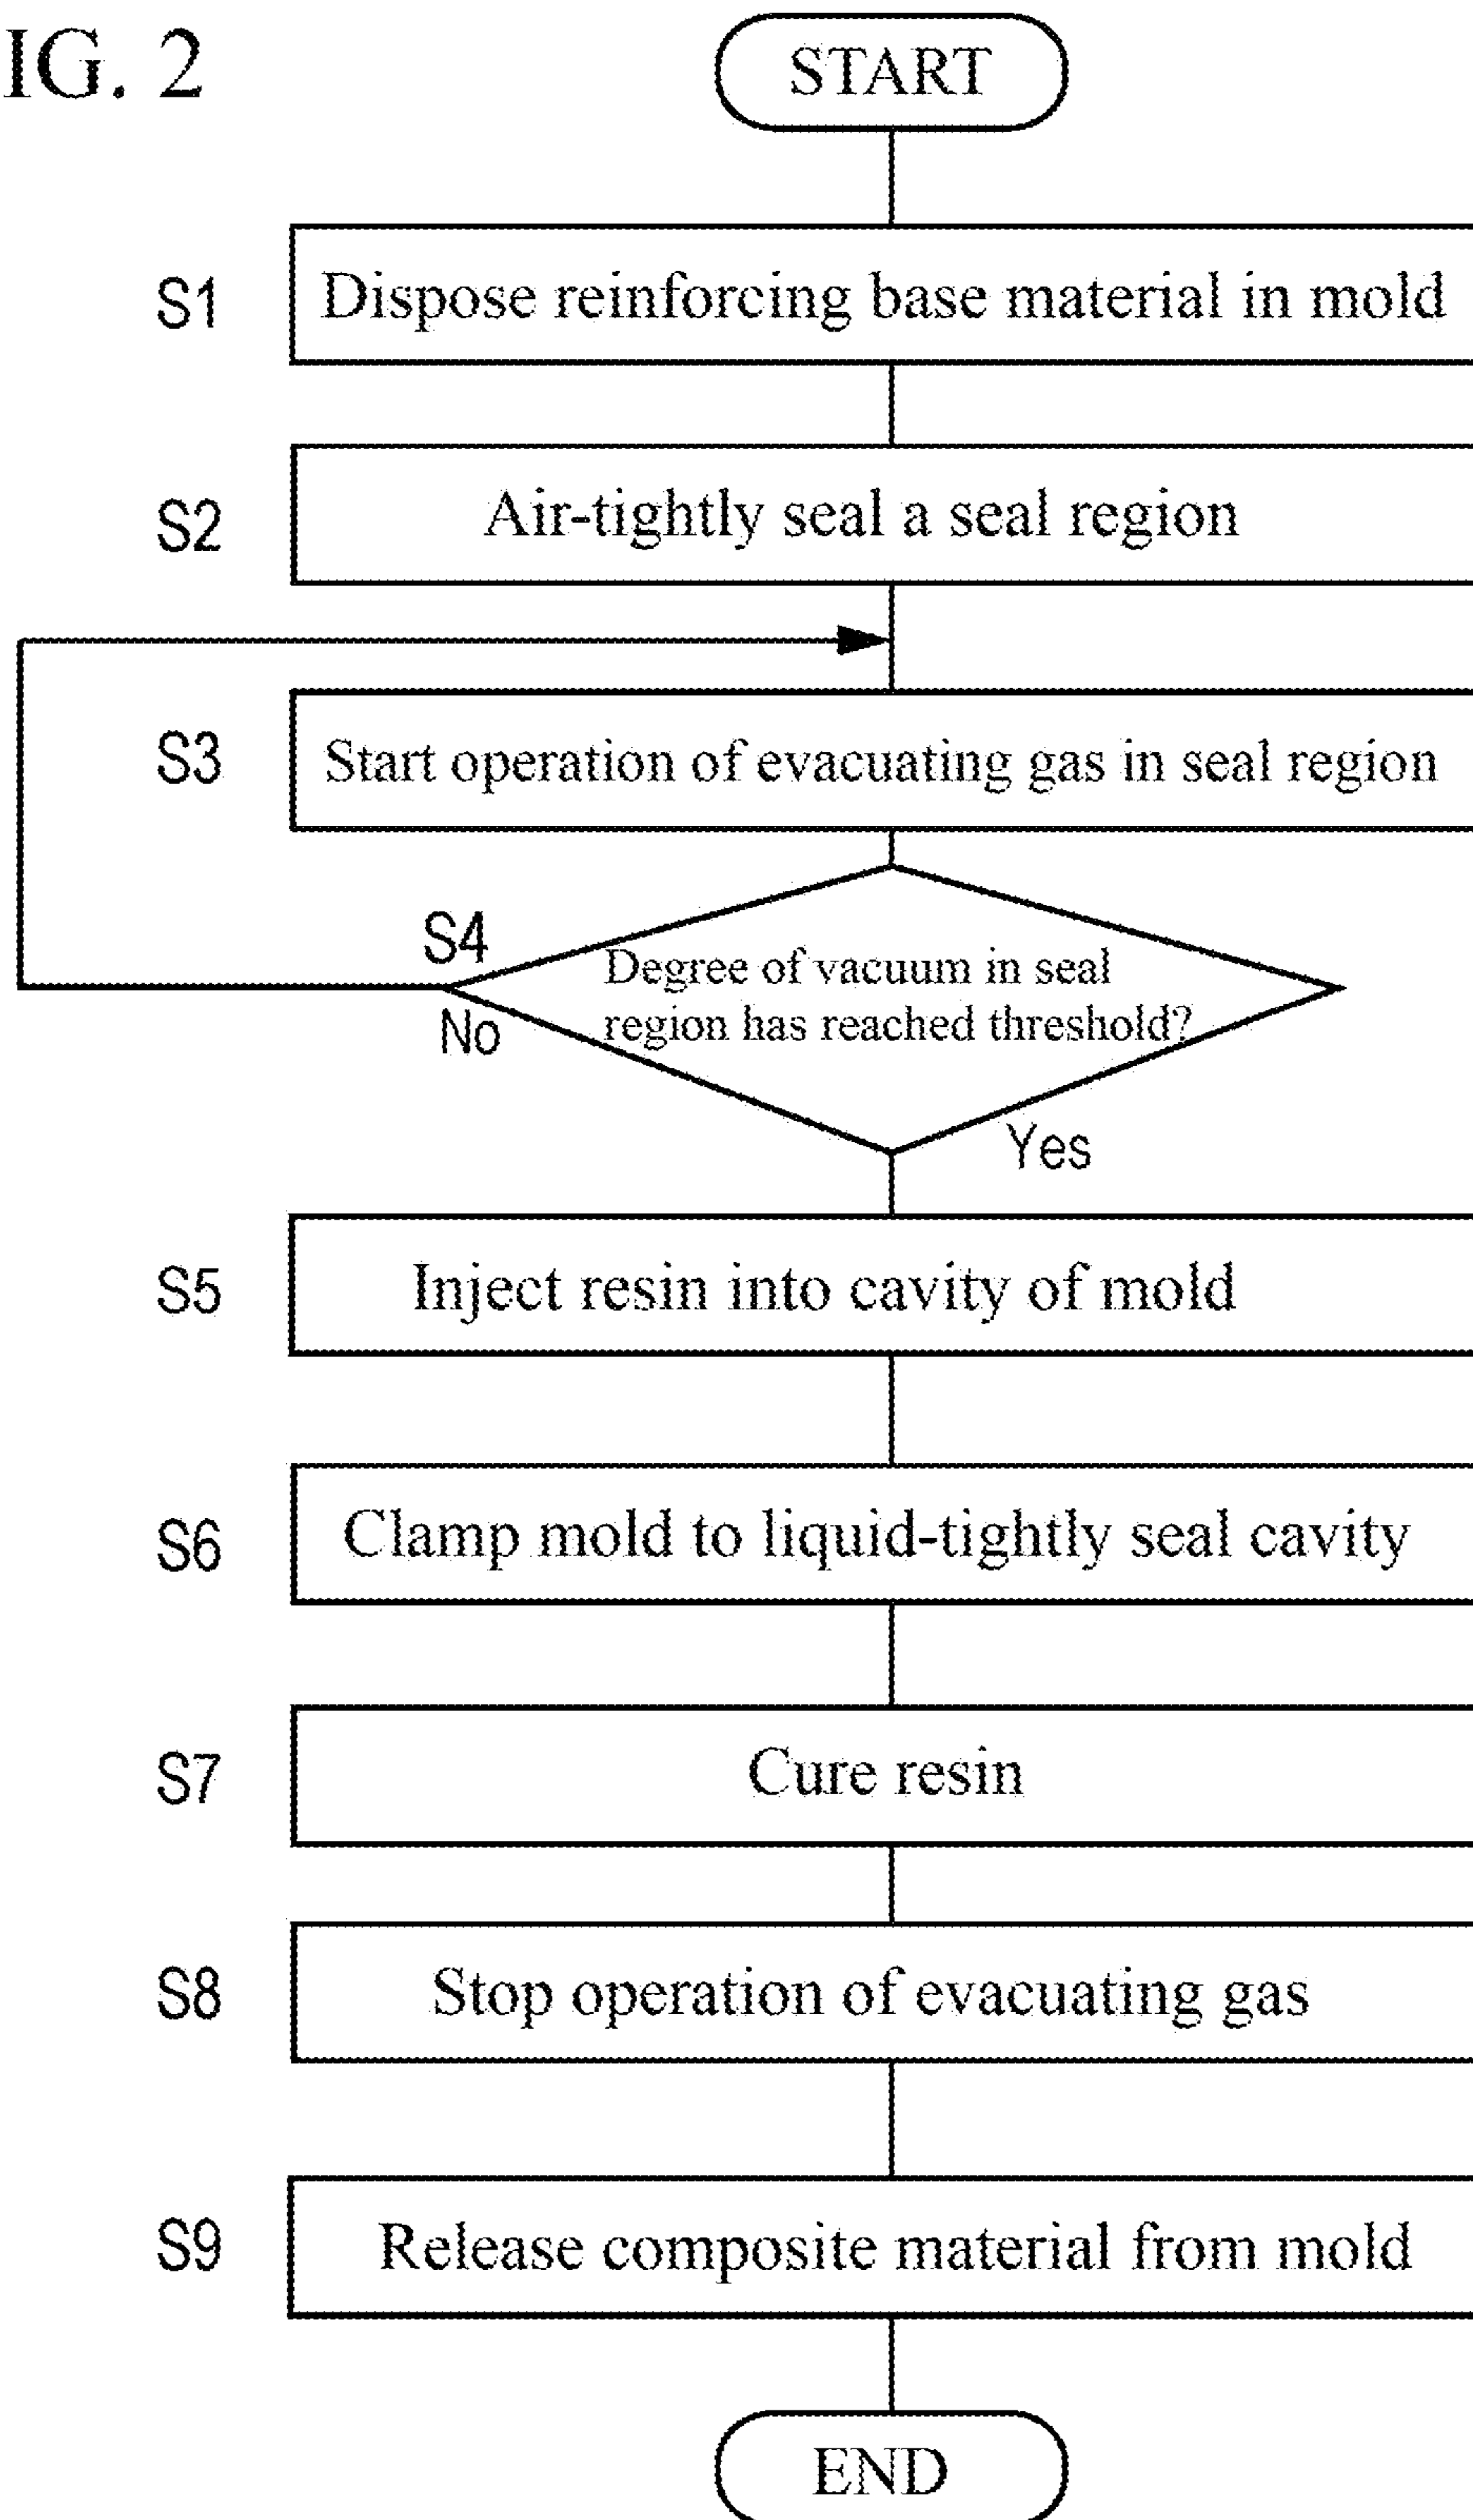 IG. 2
START
S1
Dispose reinforcing base material in mold
S2
Air-tightly seal a seal region
S3
Start operation of evacuating gas in seal region
S4
Degree of vacuum in seal
region has reached threshold?
No
Yes
S5
Inject resin into cavity of mold
S6
Clamp mold to liquid-tightly seal cavity
S7
Cure resin
S8
Stop operation of evacuating gas
S9
Release composite material from mold
END